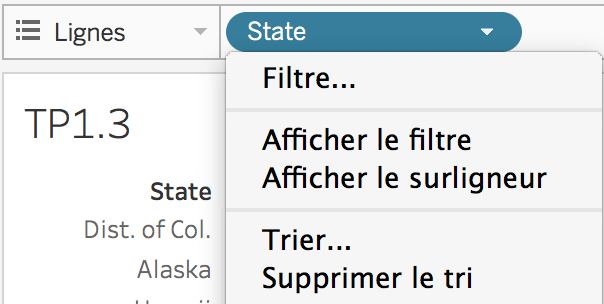 Lignes
State
Filtre...
TP1.3
Afficher le filtre
Afficher le surligneur
State
Dist. of Col.
Trier...
Alaska
Supprimer le tri